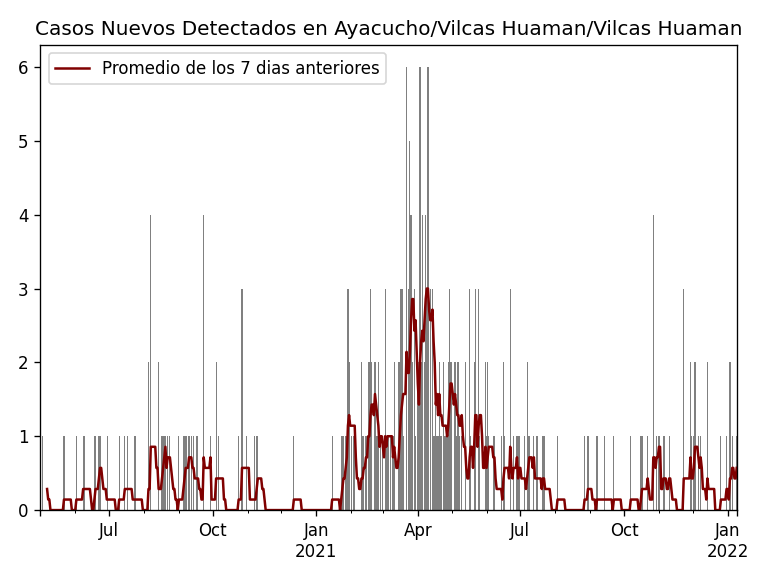 Casos Nuevos Detectados en Ayacucho/Vilcas Huaman/Vilcas Huaman
Promedio de los 7 dias anteriores
6
5
4
3
2
1
0
Jul Oct Jan Apr Jul Oct Jan
2021 2022